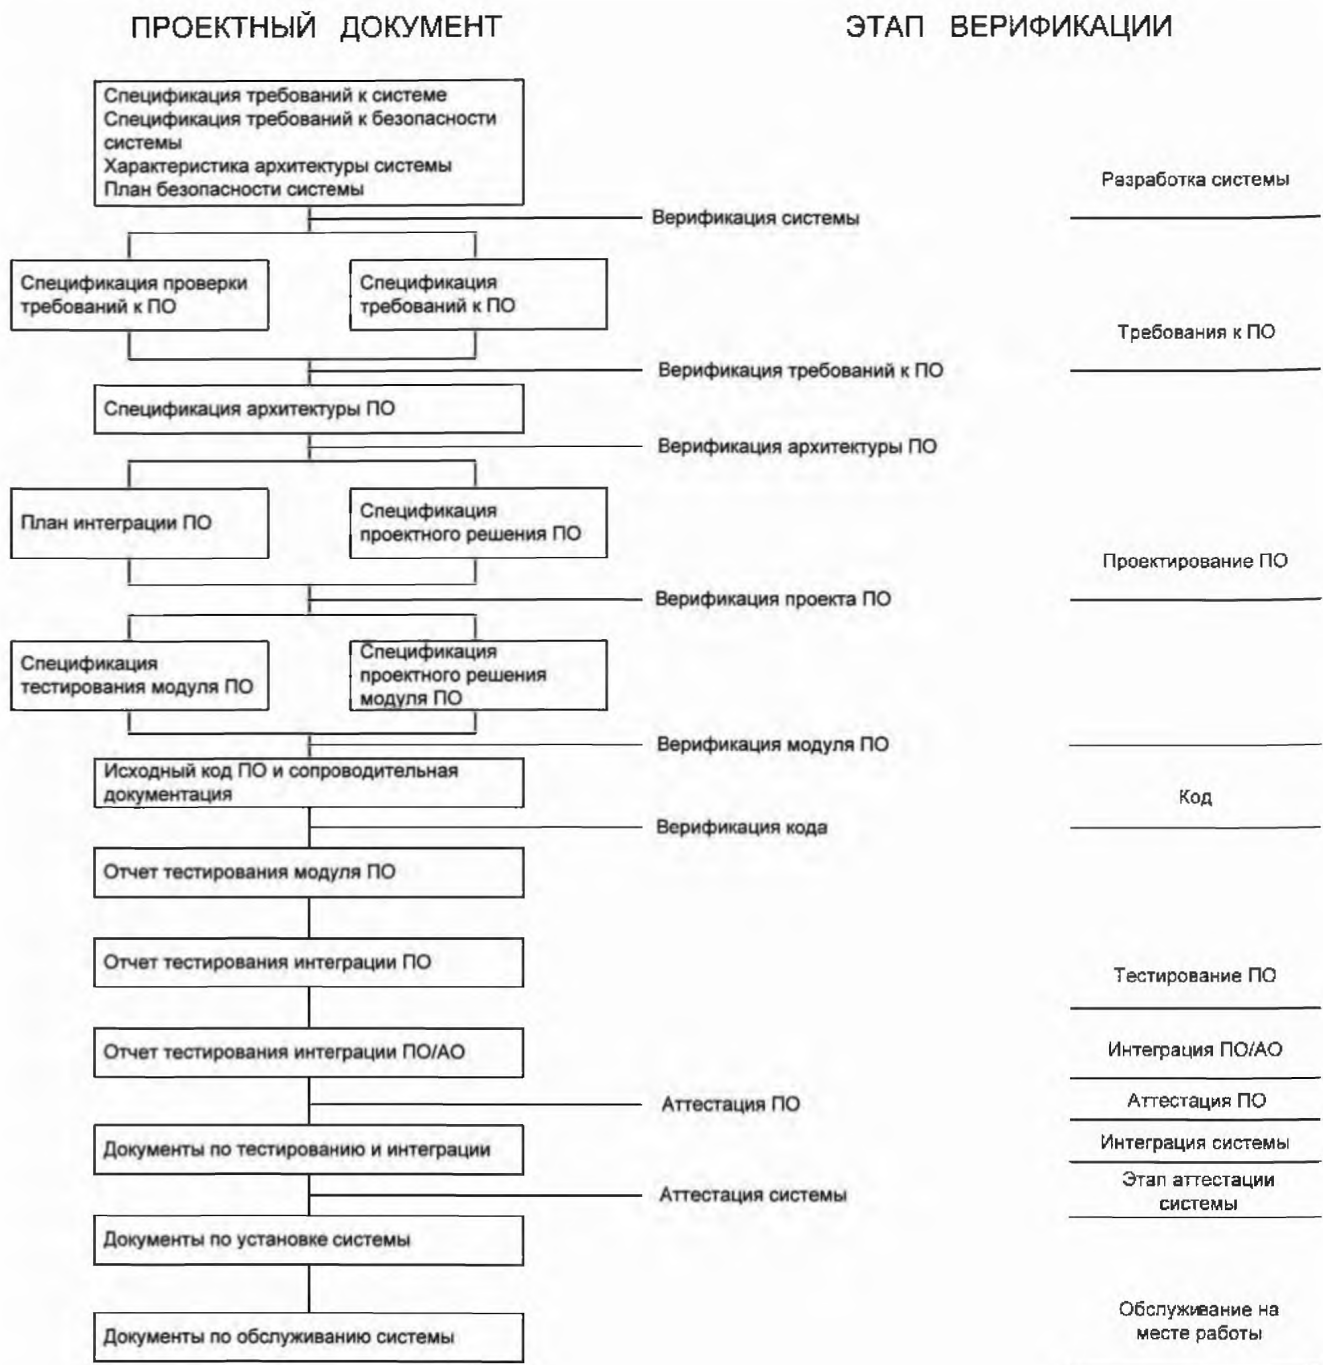 ПРОЕКТНЫЙ ДОКУМЕНТ
ЭТАП ВЕРИФИКАЦИИ
Спецификация требований к системе
Спецификация требований к безопасности
системы
Характеристика архитектуры системы
План безопасности системы
Разработка системы
Верификация системы
Спецификация проверки
требований к ПО
Спецификация
требований к ПО
Требования к ПО
Верификация требований к ПО
Спецификация архитектуры ПО
Верификация архитектуры ПО
План интеграции ПО
Спецификация
проектного решения ПО
Проектирование ПО
Верификация проекта ПО
Спецификация
тестирования модуля ПО
Спецификация
проектного решения
модуля ПО
Верификация модуля ПО
Исходный код ПО и сопроводительная
документация
Код
Верификация кода
Отчет тестирования модуля ПО
Отчет тестирования интеграции ПО
Тестирование ПО
Отчет тестирования интеграции ПО/АО
Интеграция ПО/АО
Аттестация ПО
Аттестация ПО
Документы по тестированию и интеграции
Интеграция системы
Аттестация системы
Этап аттестации
системы
Документы по установке системы
Документы по обслуживанию системы
Обслуживание на
месте работы